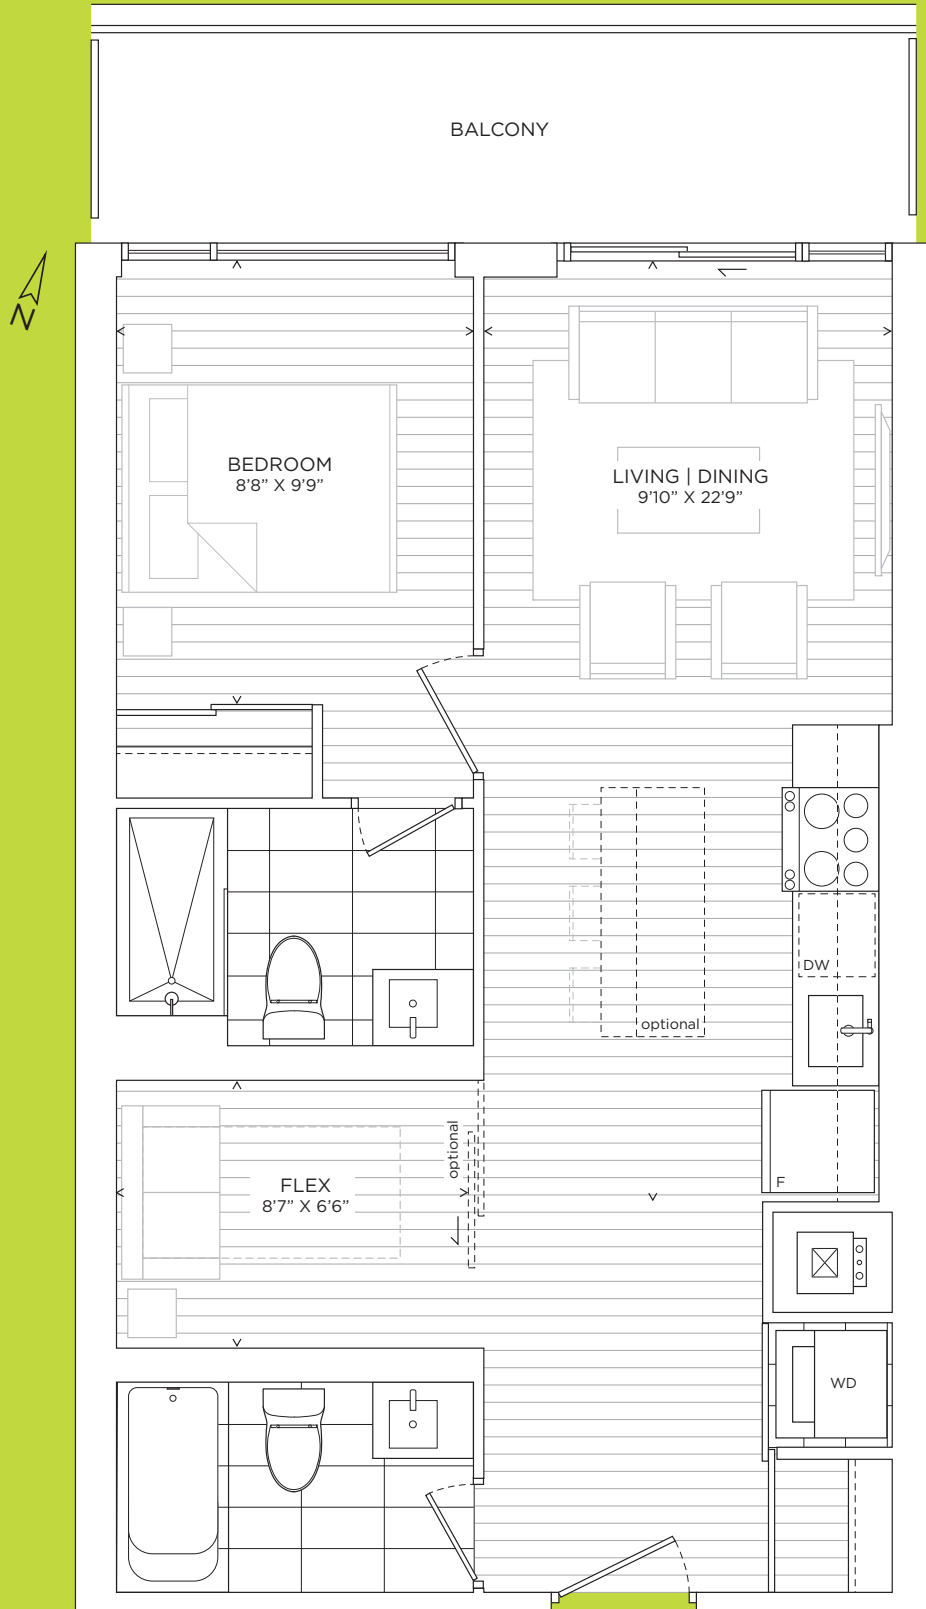 BALCONY
N
BEDROOM
8’8” X 9’9”
LIVING | DINING
9’10” X 22’9”
DW
optional
optional
FLEX
8’7” X 6’6”
F
WD